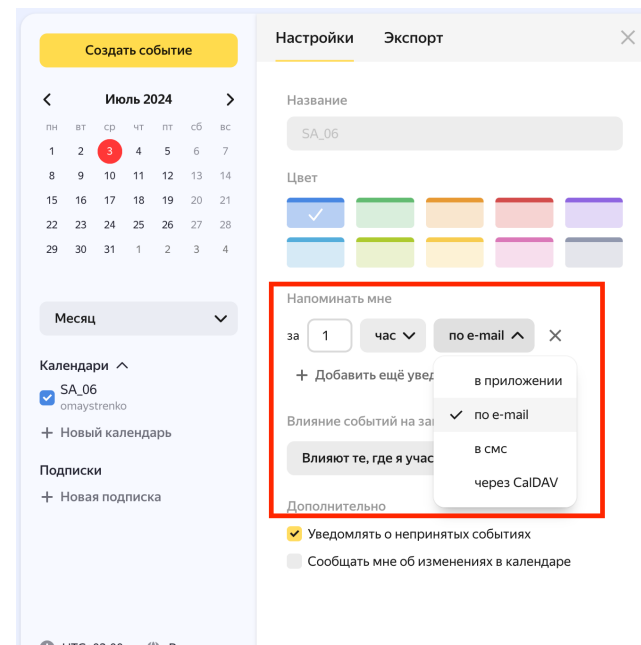 Создать событие
Июль 2024
пн вт ср чт пт сб вс
1 2 3 4 5 6 7
8 9 10 11 12 13 14
15 16 17 18 19 20 21
22 23 24 25 26 27 28
29 30 31 1 2 3 4
Месяц
Календари
SA_06
omaystrenko
Новый календарь
Подписки
Новая подписка
Настройки Экспорт
Название
SA_06
Цвет
Напоминать мне
за 1 час по e-mail
+ Добавить ещё увед
в приложении
по e-mail
в смс
через CalDAV
Влияние событий на за
Влияют те, где я учас
Дополнительно
Уведомлять о непринятых событиях
Сообщать мне об изменениях в календаре